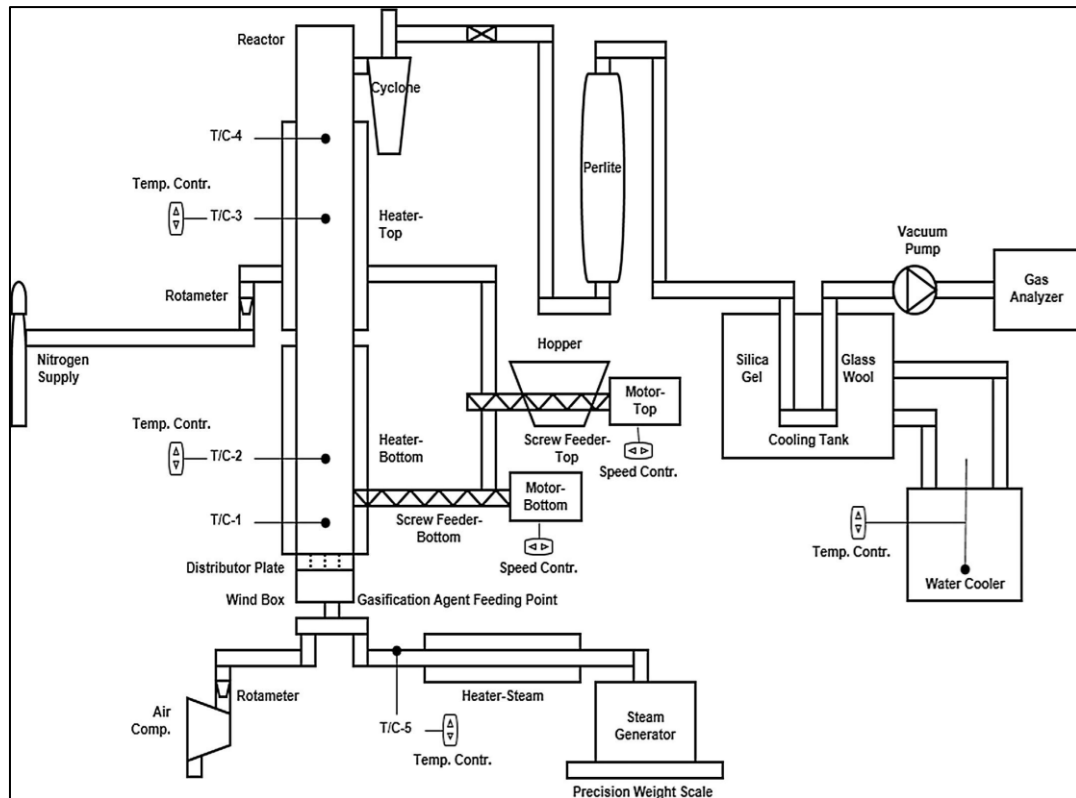 Reactor
Cyclone
T/C-4
Perlite
Temp. Contr.
T/C-3
Heater-
Top
Vacuum
Pump
Gas
Analyzer
Rotameter
Nitrogen
Supply
Hopper
Silica
Gel
Glass
Wool
Motor-
Top
Temp. Contr.
T/C-2
Heater-
Bottom
Screw Feeder-
Top
Cooling Tank
Speed Contr.
Motor-
Bottom
T/C-1
Screw Feeder-
Bottom
Temp. Contr.
Distributor Plate
Speed Contr.
Water Cooler
Wind Box
Gasification Agent Feeding Point
Rotameter
Heater-Steam
Air
Comp.
T/C-5
Steam
Generator
Temp. Contr.
Precision Weight Scale